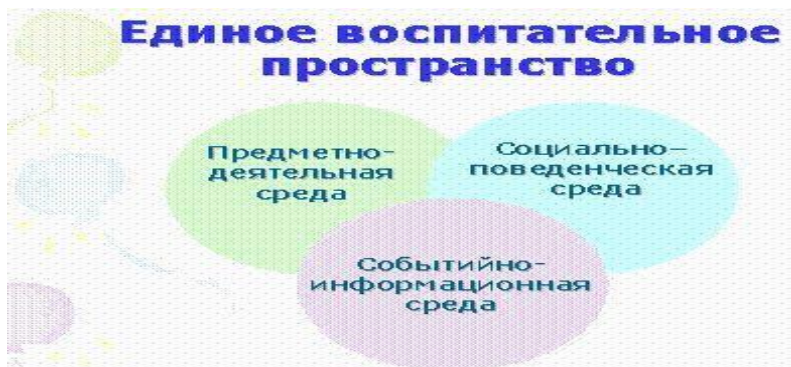 Единое воспитательное
пространство
Предметно-
деятельная
среда
Социально–
поведенческая
среда
Событийно-
информационная
среда